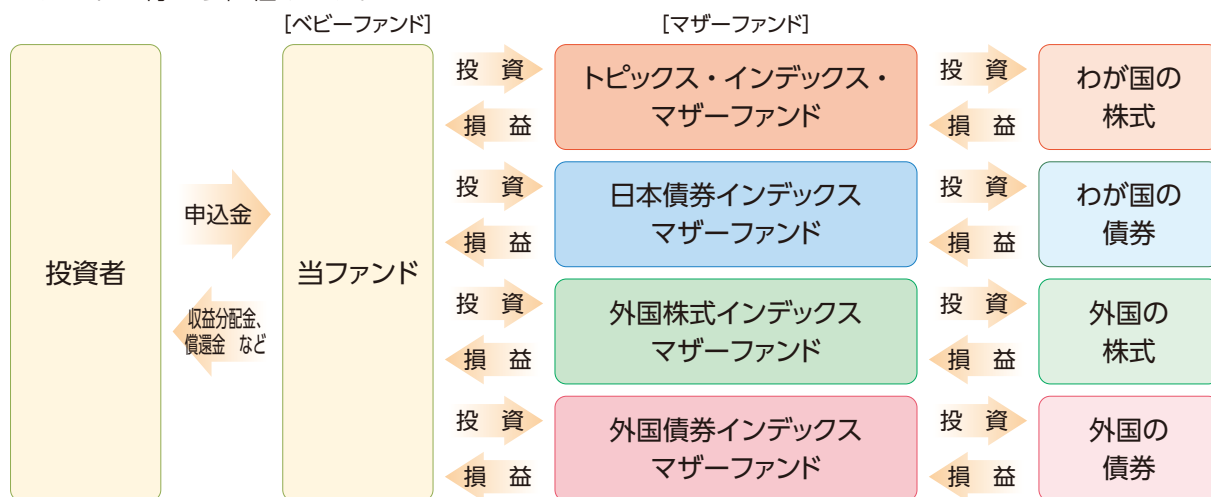 [ベビーファンド]
[マザーファンド]
投資者
申込金
収益分配金、
償還金 など
当ファンド
投 資
損 益
トピックス・インデックス・
マザーファンド
投 資
損 益
わが国の
株式
投 資
損 益
日本債券インデックス
マザーファンド
投 資
損 益
わが国の
債券
投 資
損 益
外国株式インデックス
マザーファンド
投 資
損 益
外国の
株式
投 資
損 益
外国債券インデックス
マザーファンド
投 資
損 益
外国の
債券